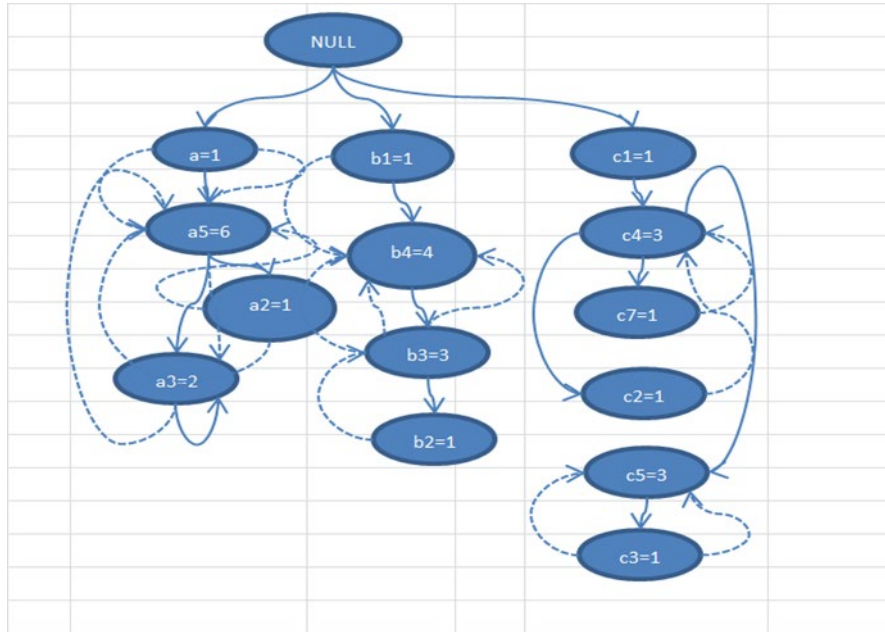 NULL
a=1
b1=1
c1=1
a5=6
b4=4
c4=3
a2=1
c7=1
b3=3
a3=2
c2=1
b2=1
c5=3
c3=1